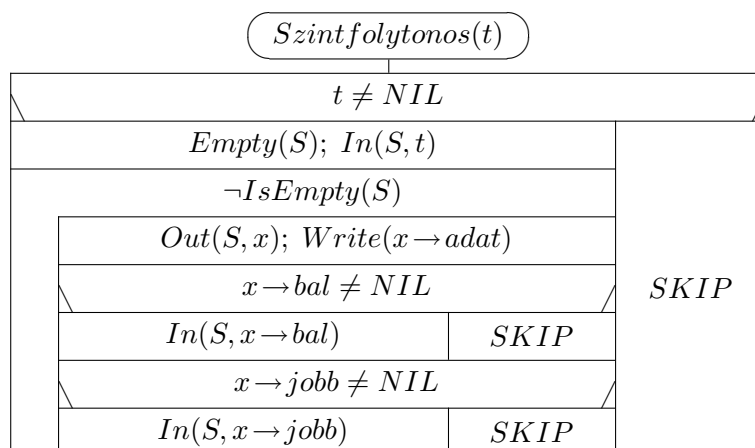 Szintfolytonos(t)
t ≠ NIL
Empty(S); In(S, t)
¬IsEmpty(S)
Out(S, x); Write(x→adat)
x→bal ≠ NIL
SKIP
In(S, x→bal) SKIP
x→jobb ≠ NIL
In(S, x→jobb) SKIP